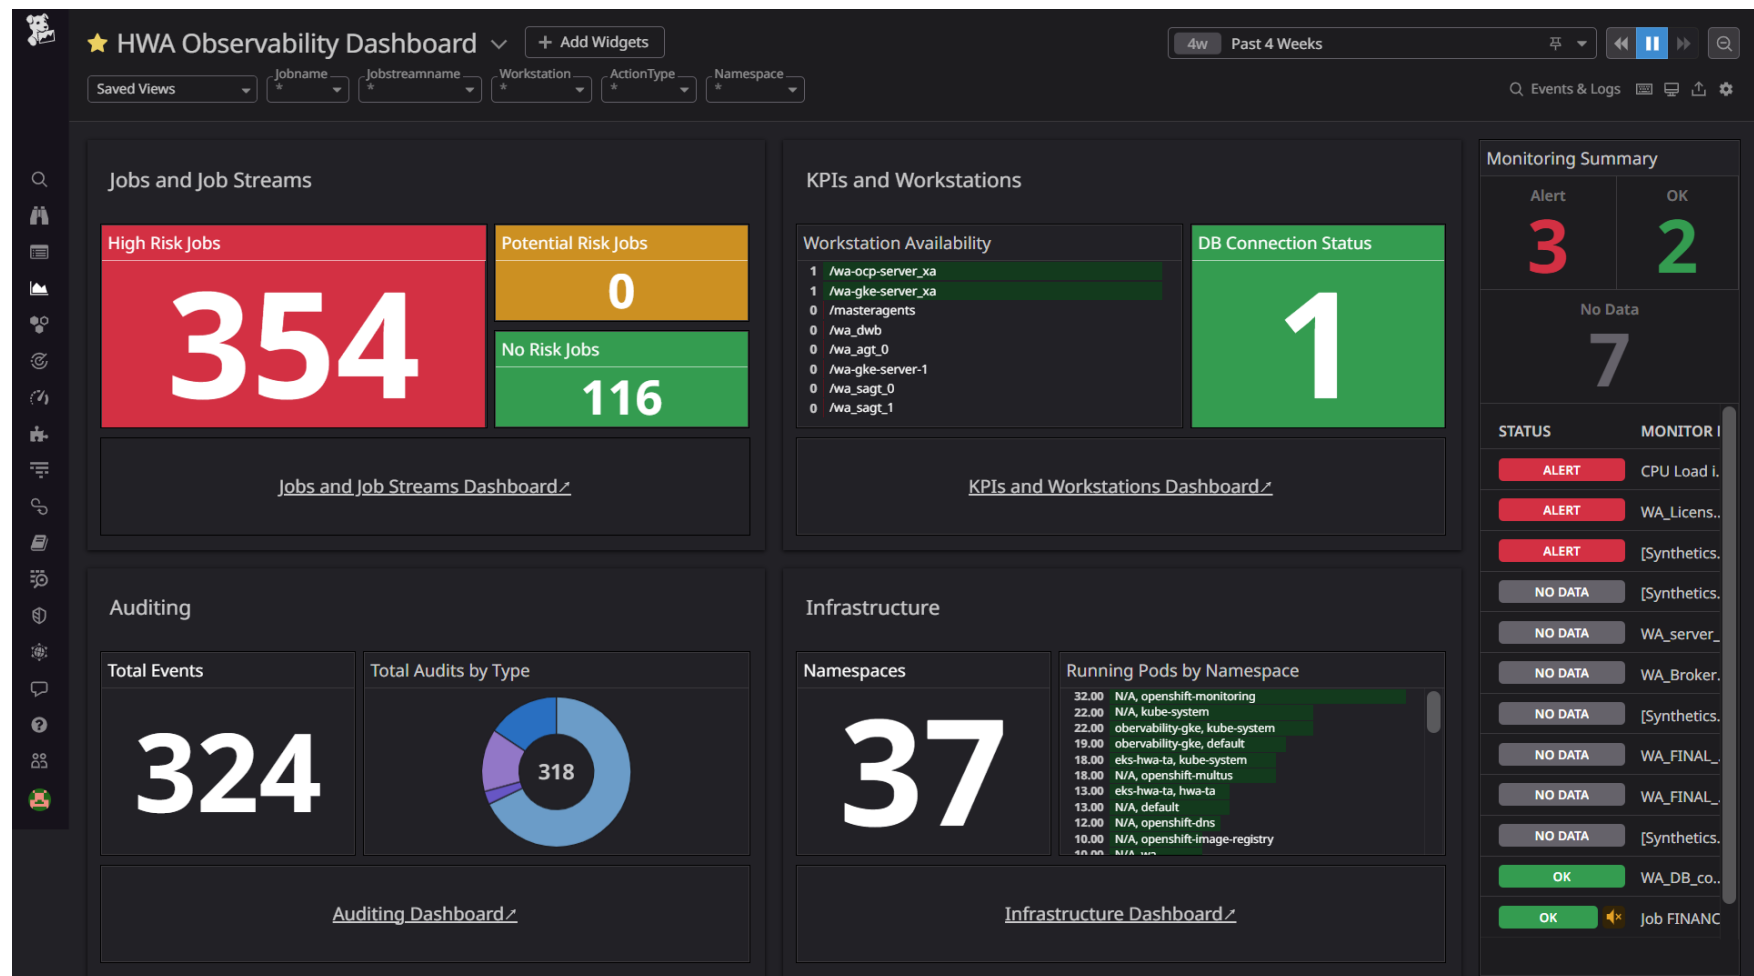 HWA Observability Dashboard
+ Add Widgets
4w Past 4 Weeks
Saved Views
Jobname
*
Jobstreamname
*
Workstation
*
ActionType
*
Namespace
*
Events & Logs
Jobs and Job Streams
High Risk Jobs
354
Potential Risk Jobs
0
No Risk Jobs
116
Jobs and Job Streams Dashboard↗
KPIs and Workstations
Workstation Availability
1 /wa-ocp-server_xa
1 /wa-gke-server_xa
0 /masteragents
0 /wa_dwb
0 /wa_agt_0
0 /wa-gke-server-1
0 /wa_sagt_0
0 /wa_sagt_1
DB Connection Status
1
KPIs and Workstations Dashboard↗
Auditing
Total Events
324
Total Audits by Type
318
Auditing Dashboard↗
Infrastructure
Namespaces
37
Running Pods by Namespace
32.00 N/A, openshift-monitoring
22.00 N/A, kube-system
22.00 obervability-gke, kube-system
19.00 obervability-gke, default
18.00 eks-hwa-ta, kube-system
18.00 N/A, openshift-multus
13.00 eks-hwa-ta, hwa-ta
13.00 N/A, default
12.00 N/A, openshift-dns
10.00 N/A, openshift-image-registry
10.00 N/A, wa
Infrastructure Dashboard↗
Monitoring Summary
Alert
3
OK
2
No Data
7
STATUS MONITOR
ALERT CPU Load i.
ALERT WA_Licens..
ALERT [Synthetics.
NO DATA [Synthetics.
NO DATA WA_server_
NO DATA WA_Broker.
NO DATA [Synthetics.
NO DATA WA_FINAL_.
NO DATA WA_FINAL_.
NO DATA [Synthetics.
OK WA_DB_co..
OK Job FINANC